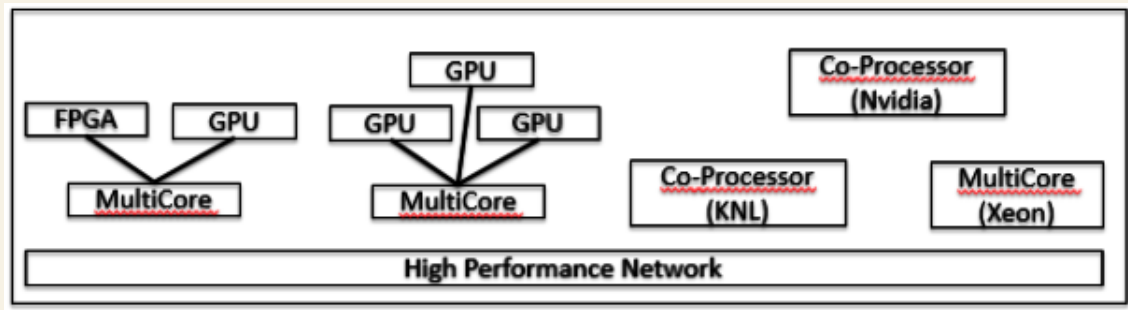 GPU
Co-Processor
(Nvidia)
FPGA
GPU
GPU
GPU
MultiCore
MultiCore
Co-Processor
(KNL)
MultiCore
(Xeon)
High Performance Network